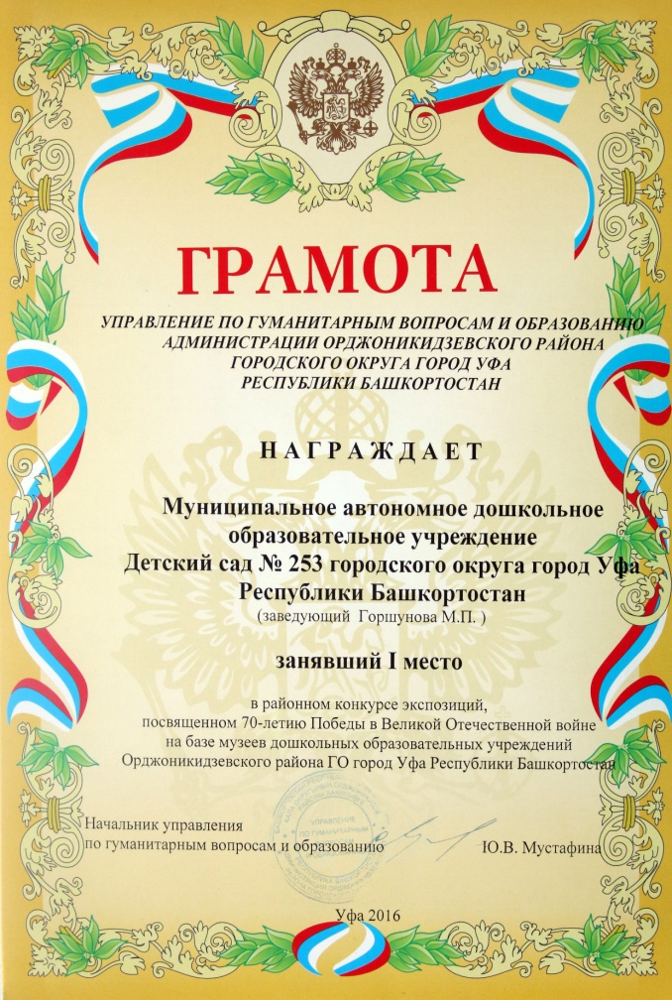 ГРАМОТА
УПРАВЛЕНИЕ ПО ГУМАНИТАРНЫМ ВОПРОСАМ И ОБРАЗОВАНИЮ
АДМИНИСТРАЦИИ ОРДЖОНИКИДЗЕВСКОГО РАЙОНА
ГОРОДСКОГО ОКРУГА ГОРОД УФА
РЕСПУБЛИКИ БАШКОРТОСТАН
НАГРАЖДАЕТ
Муниципальное автономное дошкольное
образовательное учреждение
Детский сад № 253 городского округа город Уфа
Республики Башкортостан
(заведующий Горшунова М.П. )
занявший I место
в районном конкурсе экспозиций,
посвященном 70-летию Победы в Великой Отечественной войне
на базе музеев дошкольных образовательных учреждений
Орджоникидзевского района ГО город Уфа Республики Башкортостан
Начальник управления
по гуманитарным вопросам и образованию Ю.В. Мустафина
УПРАВЛЕНИЕ
ПО ГУМАНИТАРНЫМ
Уфа 2016